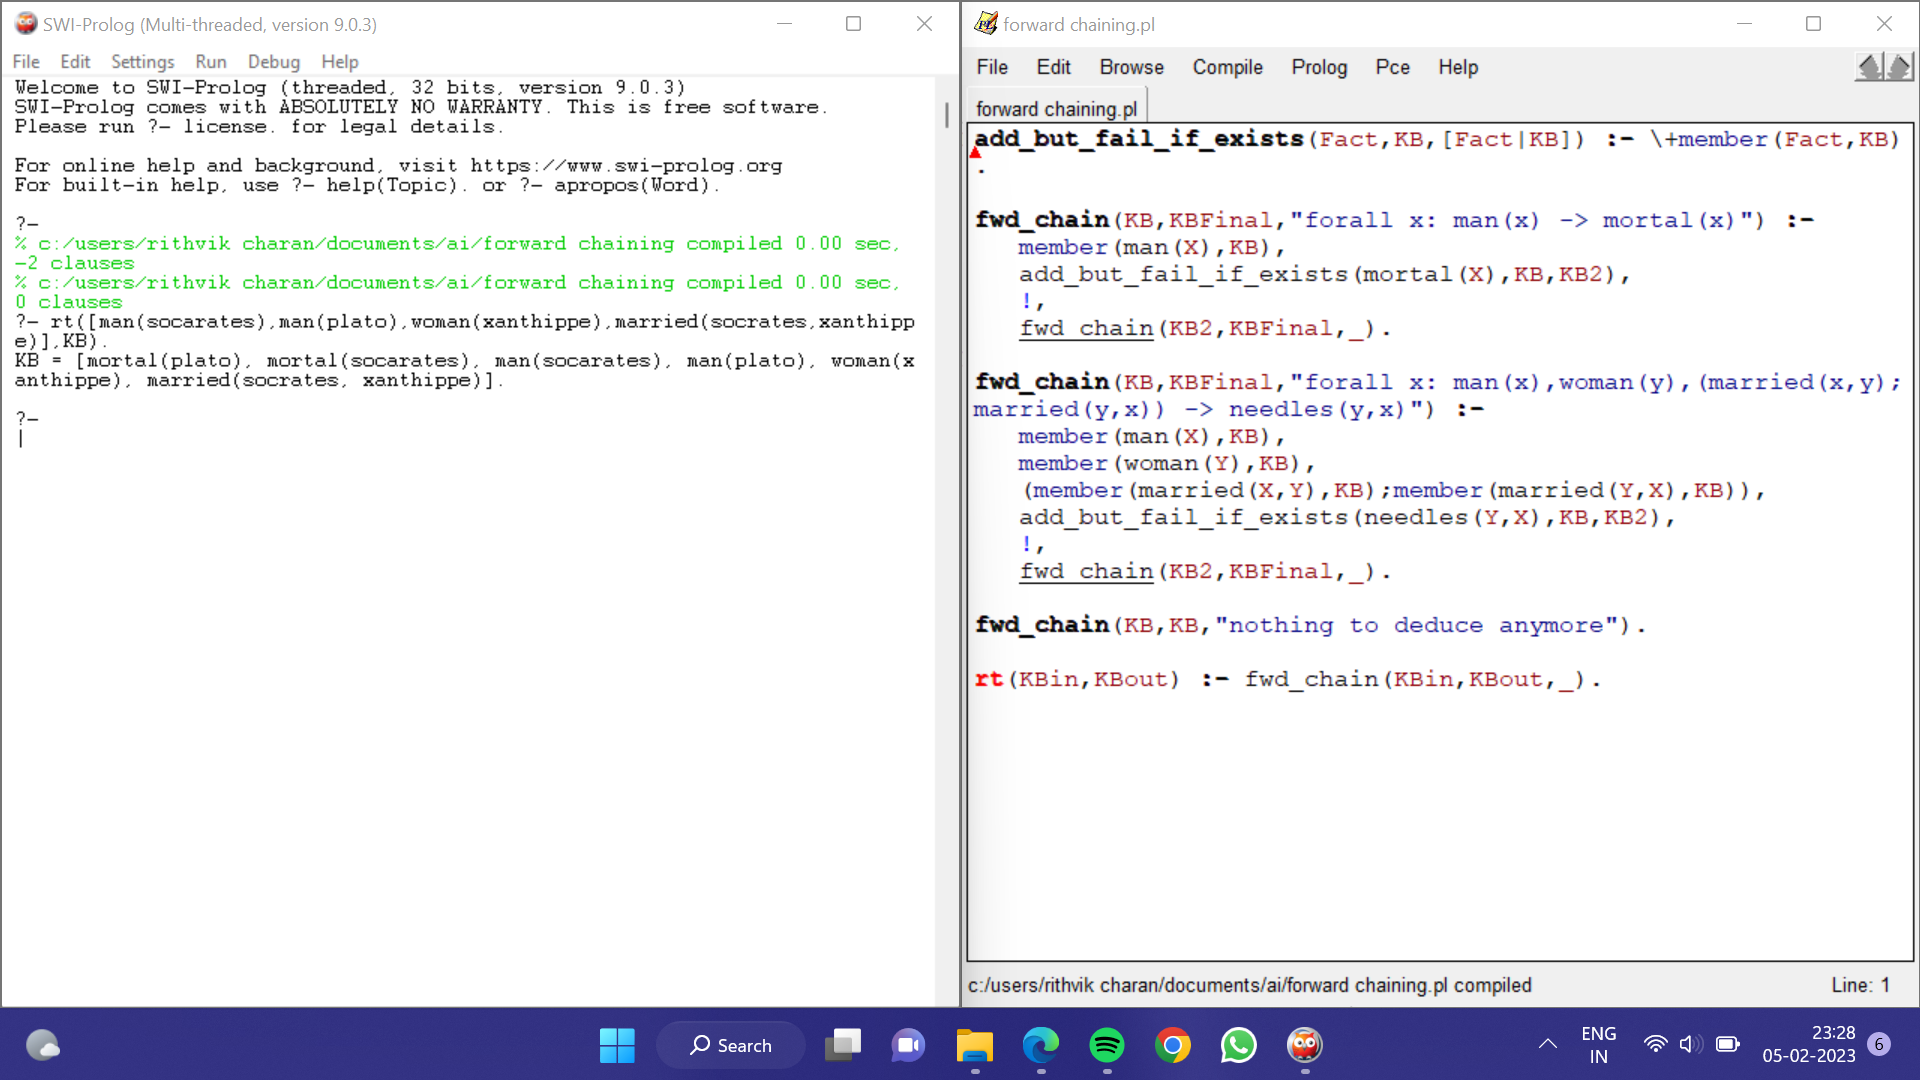 SWI-Prolog (Multi-threaded, version 9.0.3)
File Edit Settings Run Debug Help
Welcome to SWI-Prolog (threaded, 32 bits, version 9.0.3)
SWI-Prolog comes with ABSOLUTELY NO WARRANTY. This is free software.
Please run ?- license. for legal details.
For online help and background, visit https://www.swi-prolog.org
For built-in help, use ?- help(Topic). or ?- apropos(Word).
?-
% c:/users/rithvik charan/documents/ai/forward chaining compiled 0.00 sec,
-2 clauses
% c:/users/rithvik charan/documents/ai/forward chaining compiled 0.00 sec,
0 clauses
?- rt([man(socarates),man(plato),woman(xanthippe),married(socrates,xanthipp
e)],KB).
KB = [mortal(plato), mortal(socarates), man(socarates), man(plato), woman(x
anthippe), married(socrates, xanthippe)].
?-
forward chaining.pl
File Edit Browse Compile Prolog Pce Help
forward chaining.pl
add_but_fail_if_exists(Fact,KB,[Fact|KB]) :- \+member(Fact,KB)
.
fwd_chain(KB,KBFinal,"forall x: man(x) -> mortal(x)") :-
member(man(X),KB),
add_but_fail_if_exists(mortal(X),KB,KB2),
!,
fwd_chain(KB2,KBFinal,_).
fwd_chain(KB,KBFinal,"forall x: man(x),woman(y),(married(x,y);
married(y,x)) -> needles(y,x)") :-
member(man(X),KB),
member(woman(Y),KB),
(member(married(X,Y),KB);member(married(Y,X),KB)),
add_but_fail_if_exists(needles(Y,X),KB,KB2),
!,
fwd_chain(KB2,KBFinal,_).
fwd_chain(KB,KB,"nothing to deduce anymore").
rt(KBin,KBout) :- fwd_chain(KBin,KBout,_).
c:/users/rithvik charan/documents/ai/forward chaining.pl compiled Line: 1
Search
ENG
IN
23:28
05-02-2023
6